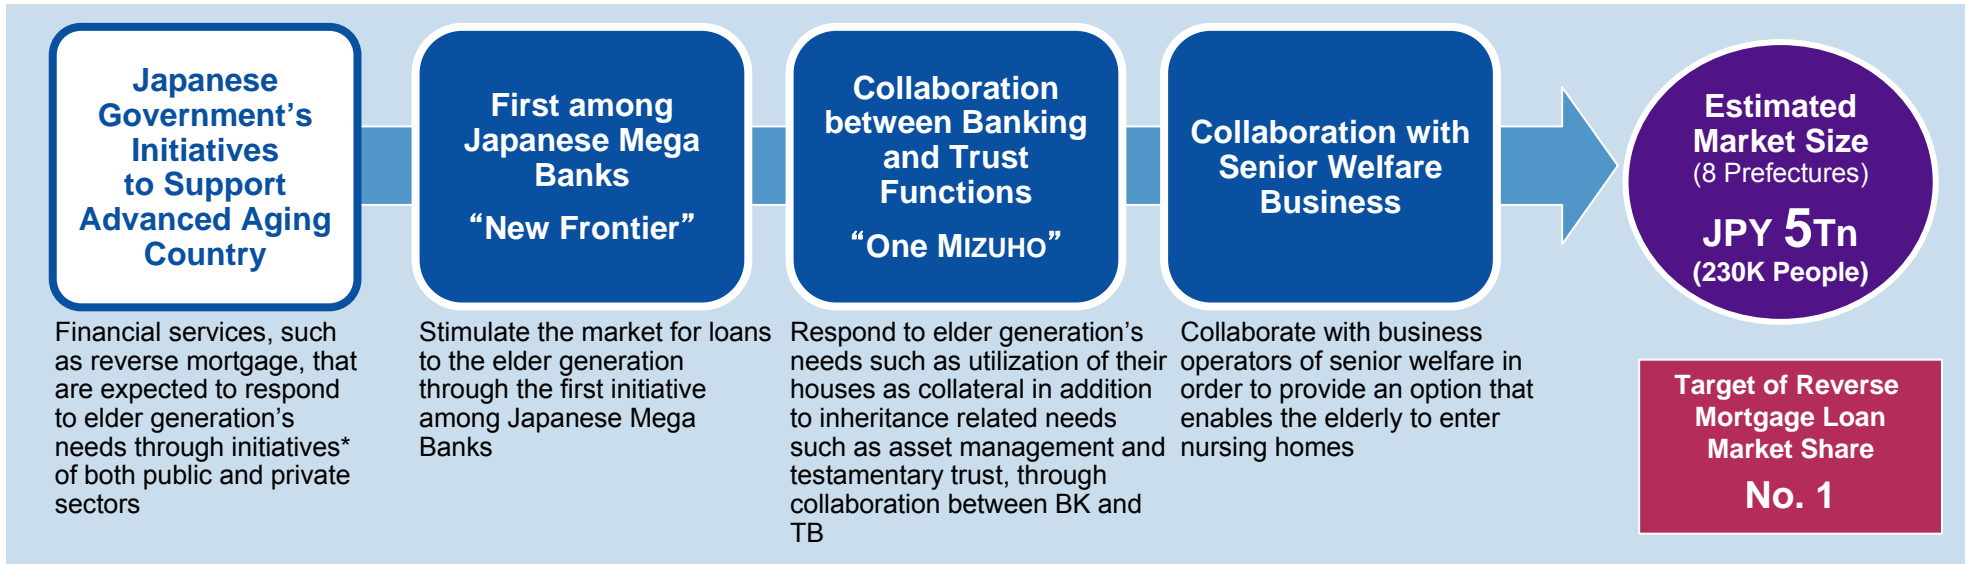 Japanese
Government’s
Initiatives
to Support
Advanced Aging
Country
Financial services, such
as reverse mortgage, that
are expected to respond
to elder generation’s
needs through initiatives*
of both public and private
sectors
First among
Japanese Mega
Banks
“New Frontier”
Stimulate the market for loans
to the elder generation
through the first initiative
among Japanese Mega
Banks
Collaboration
between Banking
and Trust
Functions
“One MIZUHO”
Respond to elder generation’s
needs such as utilization of their
houses as collateral in addition
to inheritance related needs
such as asset management and
testamentary trust, through
collaboration between BK and
TB
Collaboration with
Senior Welfare
Business
Collaborate with business
operators of senior welfare in
order to provide an option that
enables the elderly to enter
nursing homes
Estimated
Market Size
(8 Prefectures)
JPY 5Tn
(230K People)
Target of Reverse
Mortgage Loan
Market Share
No. 1